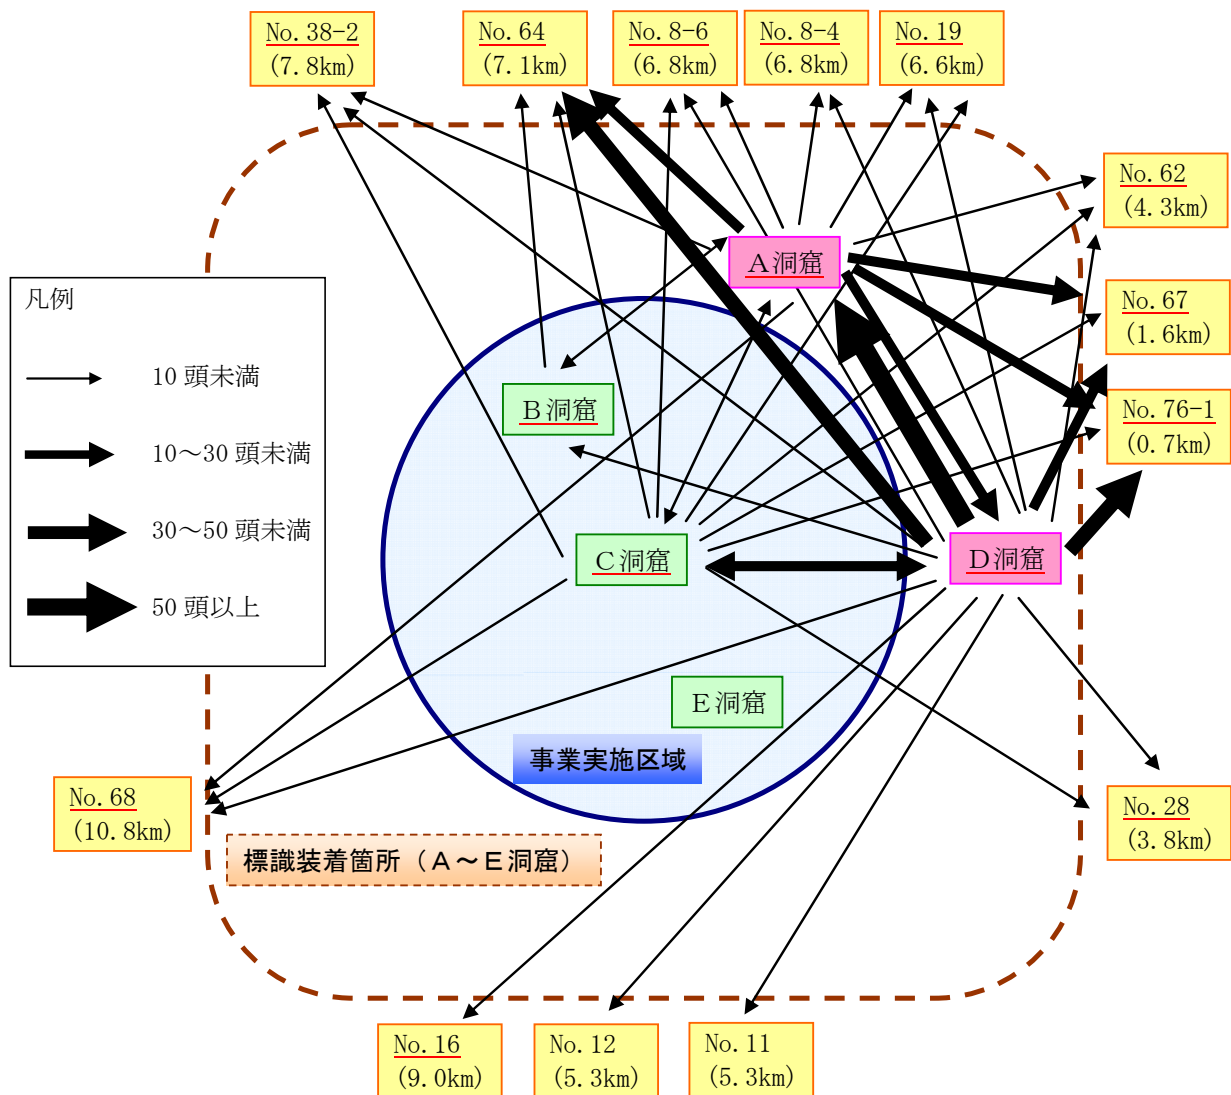 No.38-2
(7.8km)
No.64
(7.1km)
No.8-6
(6.8km)
No.8-4
(6.8km)
No.19
(6.6km)
No.62
(4.3km)
A洞窟
凡例
10頭未満
10～30頭未満
30～50頭未満
50頭以上
No.67
(1.6km)
B洞窟
No.76-1
(0.7km)
C洞窟
D洞窟
E洞窟
事業実施区域
No.68
(10.8km)
No.28
(3.8km)
標識装着箇所（A～E洞窟）
No.16
(9.0km)
No.12
(5.3km)
No.11
(5.3km)